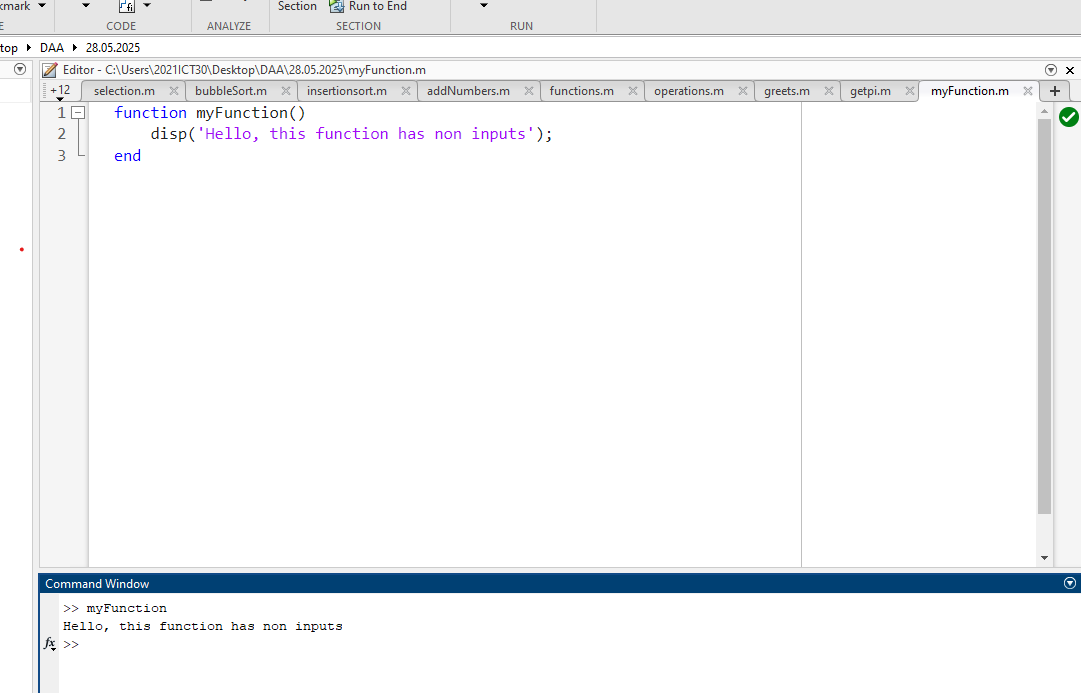 Section Run to End
CODE ANALYZE SECTION RUN
DAA 28.05.2025
Editor - C:\Users\2021ICT30\Desktop\DAA\28.05.2025\myFunction.m
+12 selection.m bubbleSort.m insertionsort.m addNumbers.m functions.m operations.m greets.m getpi.m myFunction.m +
1 function myFunction()
2 disp('Hello, this function has non inputs');
3 end
Command Window
>> myFunction
Hello, this function has non inputs
fx >>